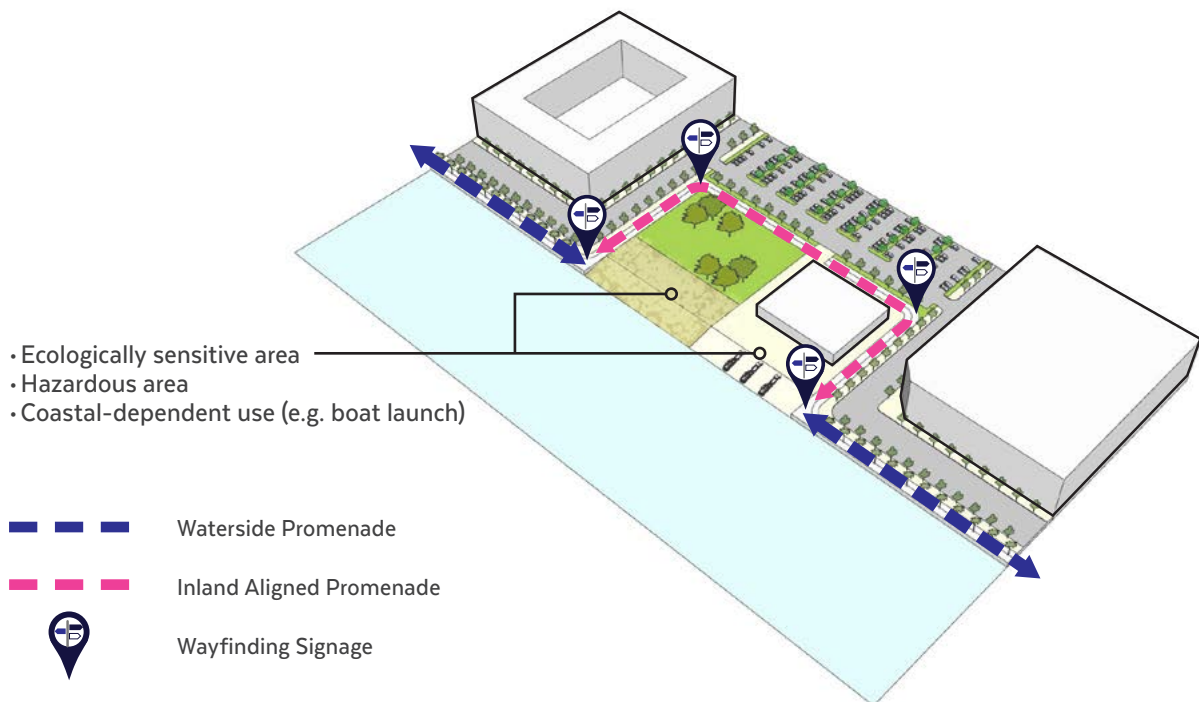 • Ecologically sensitive area
• Hazardous area
• Coastal-dependent use (e.g. boat launch)
Waterside Promenade
Inland Aligned Promenade
Wayfinding Signage